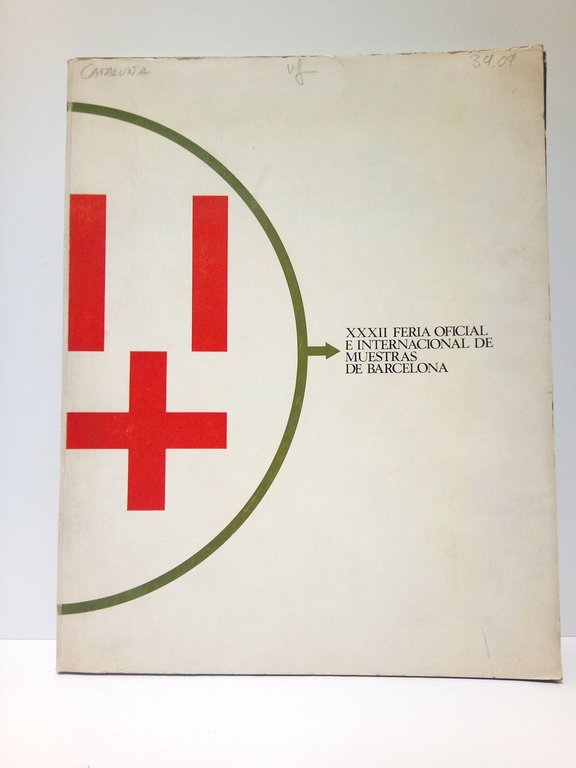 CATALUÑA
39.09
XXXII FERIA OFICIAL
E INTERNACIONAL DE
MUESTRAS
DE BARCELONA